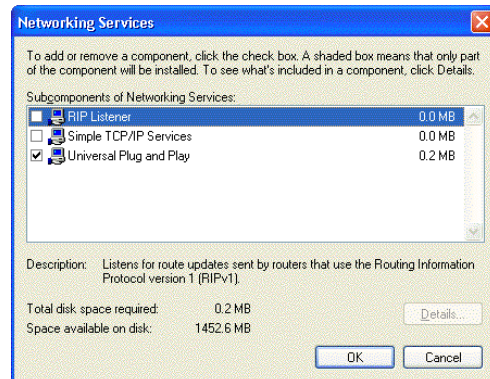 Networking Services
To add or remove a component, click the check box. A shaded box means that only part
of the component will be installed. To see what's included in a component, click Details.
Subcomponents of Networking Services:
RIP Listener 0.0 MB
Simple TCP/IP Services 0.0 MB
Universal Plug and Play 0.2 MB
Description: Listens for route updates sent by routers that use the Routing Information
Protocol version 1 (RIPv1).
Total disk space required: 0.2 MB
Details...
Space available on disk: 1452.6 MB
OK Cancel